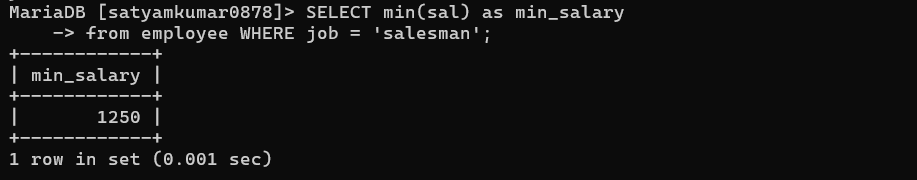 MariaDB [satyamkumar0878]> SELECT min(sal) as min_salary
    -> from employee WHERE job = 'salesman';
+------------+
| min_salary |
+------------+
|       1250 |
+------------+
1 row in set (0.001 sec)